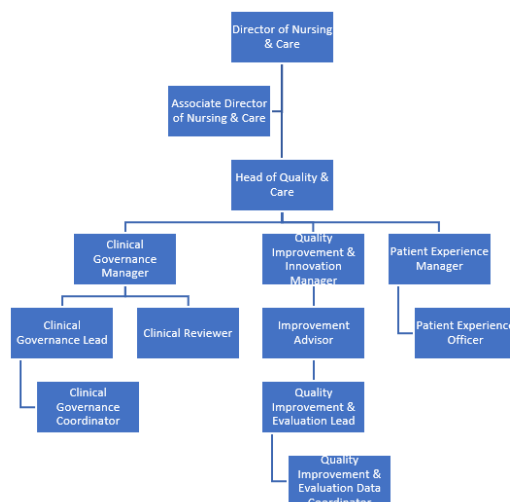 Director of Nursing
& Care
Associate Director
of Nursing & Care
Head of Quality &
Care
Clinical
Governance
Manager
Quality
Improvement &
Innovation
Manager
Patient Experience
Manager
Clinical
Governance Lead
Clinical Reviewer
Improvement
Advisor
Patient Experience
Officer
Clinical
Governance
Coordinator
Quality
Improvement &
Evaluation Lead
Quality
Improvement &
Evaluation Data
Coordinator